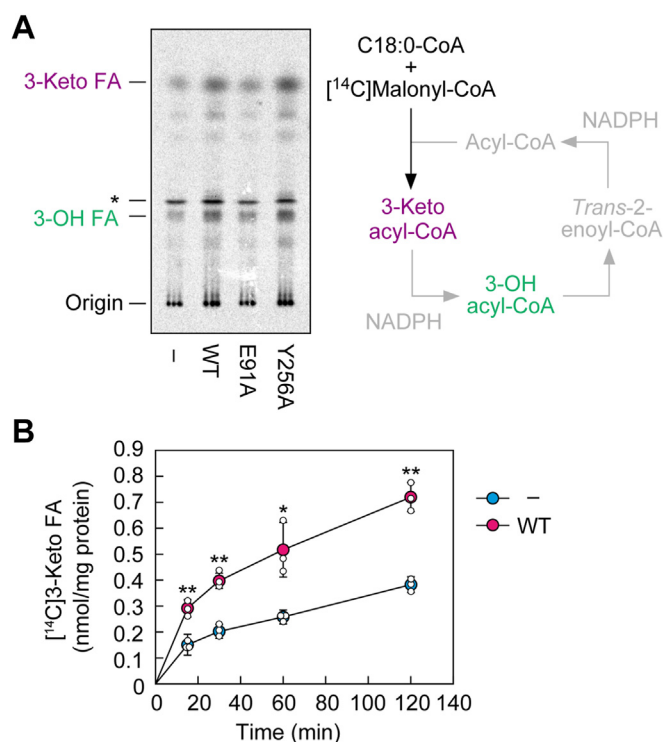 A
3-Keto FA
*
3-OH FA
Origin
–
WT
E91A
Y256A
C18:0-CoA
+
[¹⁴C]Malonyl-CoA
NADPH
Acyl-CoA
3-Keto
acyl-CoA
Trans-2-
enoyl-CoA
3-OH
acyl-CoA
NADPH
B
[¹⁴C]3-Keto FA
(nmol/mg protein)
0.9
0.8
0.7
0.6
0.5
0.4
0.3
0.2
0.1
0
**
**
*
**
–
WT
0 20 40 60 80 100 120 140
Time (min)